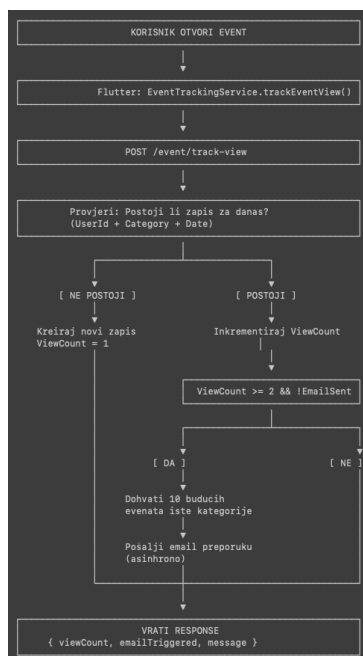 KORISNIK OTVORI EVENT
Flutter: EventTrackingService.trackEventView()
POST /event/track-view
Provjeri: Postoji li zapis za danas?
(UserId + Category + Date)
[ NE POSTOJI ]
[ POSTOJI ]
Kreiraj novi zapis
ViewCount = 1
Inkrementiraj ViewCount
ViewCount >= 2 && !EmailSent
[ DA ]
[ NE ]
Dohvati 10 buducih
evenata iste kategorije
Pošalji email preporuku
(asinhrono)
VRATI RESPONSE
{ viewCount, emailTriggered, message }